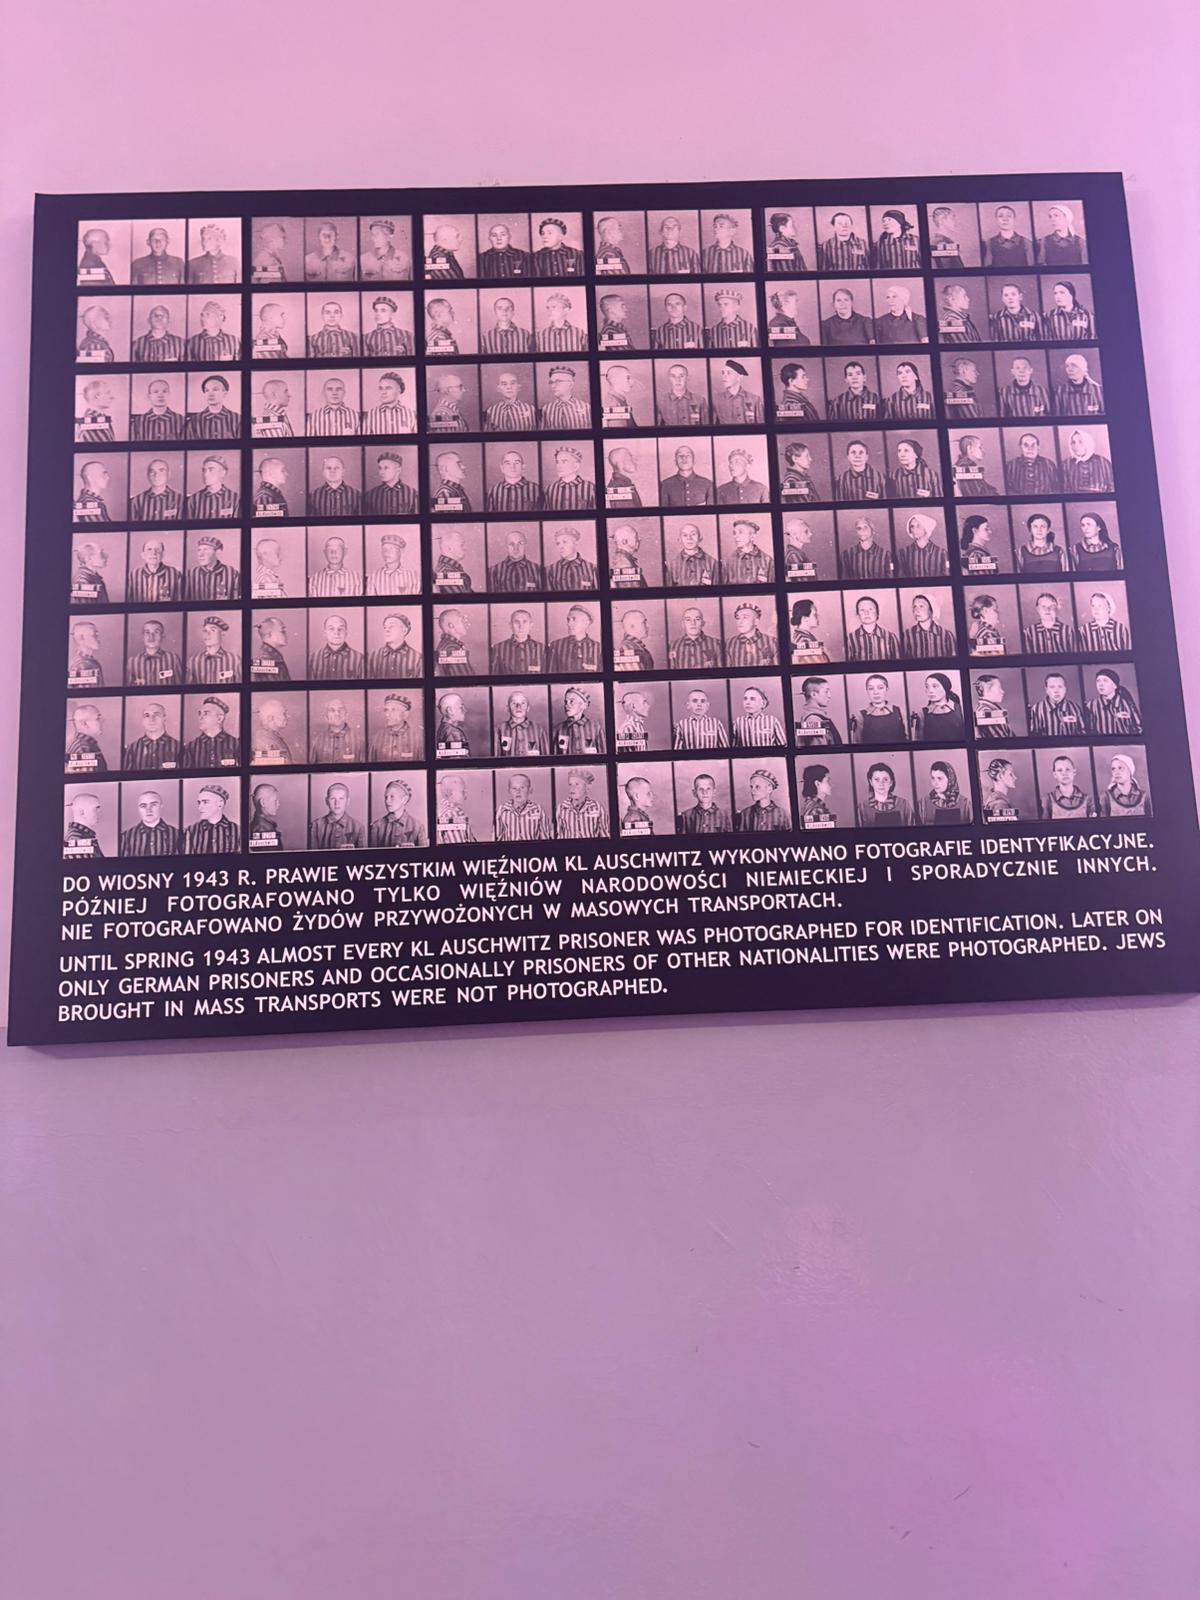 DO WIOSNY 1943 R. PRAWIE WSZYSTKIM WIĘŹNIOM KL AUSCHWITZ WYKONYWANO FOTOGRAFIE IDENTYFIKACYJNE.
PÓŹNIEJ FOTOGRAFOWANO TYLKO WIĘŹNIÓW NARODOWOŚCI NIEMIECKIEJ I SPORADYCZNIE INNYCH.
NIE FOTOGRAFOWANO ŻYDÓW PRZYWOŻONYCH W MASOWYCH TRANSPORTACH.
UNTIL SPRING 1943 ALMOST EVERY KL AUSCHWITZ PRISONER WAS PHOTOGRAPHED FOR IDENTIFICATION. LATER ON
ONLY GERMAN PRISONERS AND OCCASIONALLY PRISONERS OF OTHER NATIONALITIES WERE PHOTOGRAPHED. JEWS
BROUGHT IN MASS TRANSPORTS WERE NOT PHOTOGRAPHED.